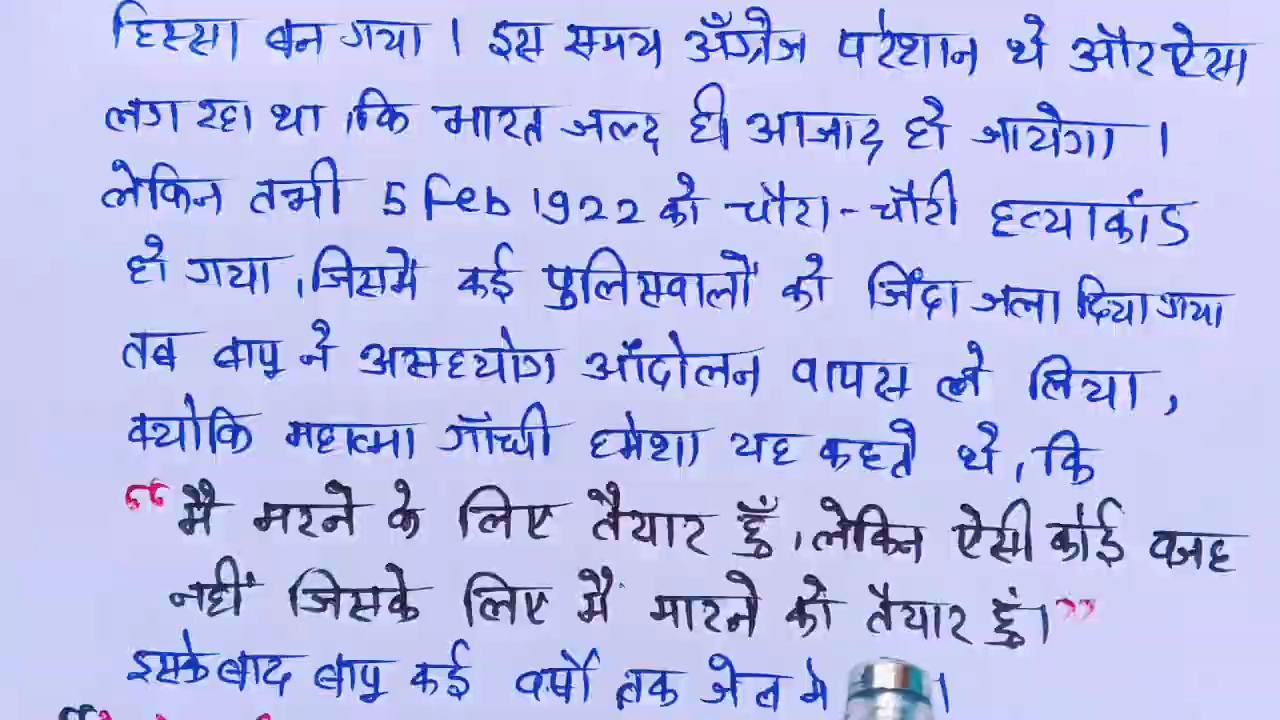 हिस्सा बन गया । इस समय अँग्रेज परेशान थे और ऐसा
लग रहा था ,कि भारत जल्द ही आजाद हो जायेगा ।
लेकिन तभी 5 Feb 1922 को चौरा-चौरी हत्याकांड
हो गया ,जिसमें कई पुलिसवालों को जिंदा जला दिया गया
तब बापू ने असहयोग आँदोलन वापस ले लिया ,
क्योकि महात्मा गाँधी हमेशा यह कहते थे , कि
“ मैं मरने के लिए तैयार हूँ ,लेकिन ऐसी कोई वजह
नहीं जिसके लिए मैं मारने को तैयार हूं। ”
इसके बाद बापू कई वर्षो तक जेल मे ।